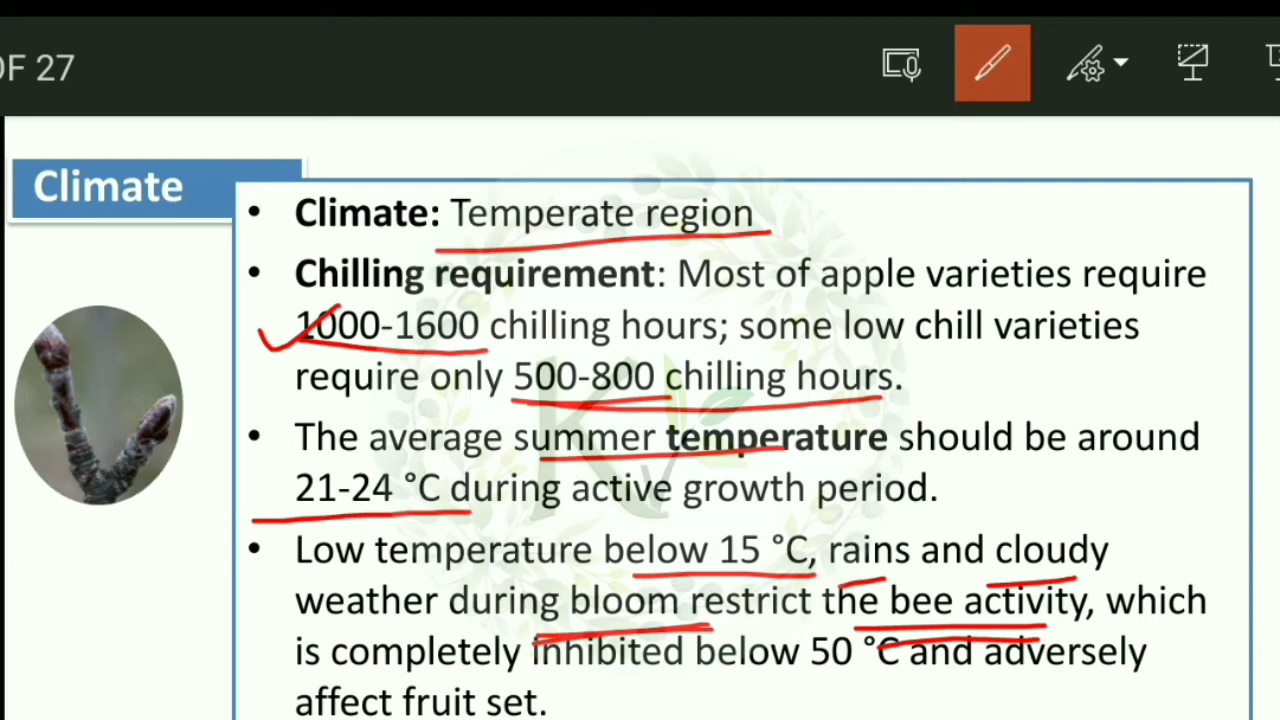 OF 27
Climate
• Climate: Temperate region
• Chilling requirement: Most of apple varieties require
1000-1600 chilling hours; some low chill varieties
require only 500-800 chilling hours.
• The average summer temperature should be around
21-24 °C during active growth period.
• Low temperature below 15 °C, rains and cloudy
weather during bloom restrict the bee activity, which
is completely inhibited below 50 °C and adversely
affect fruit set.